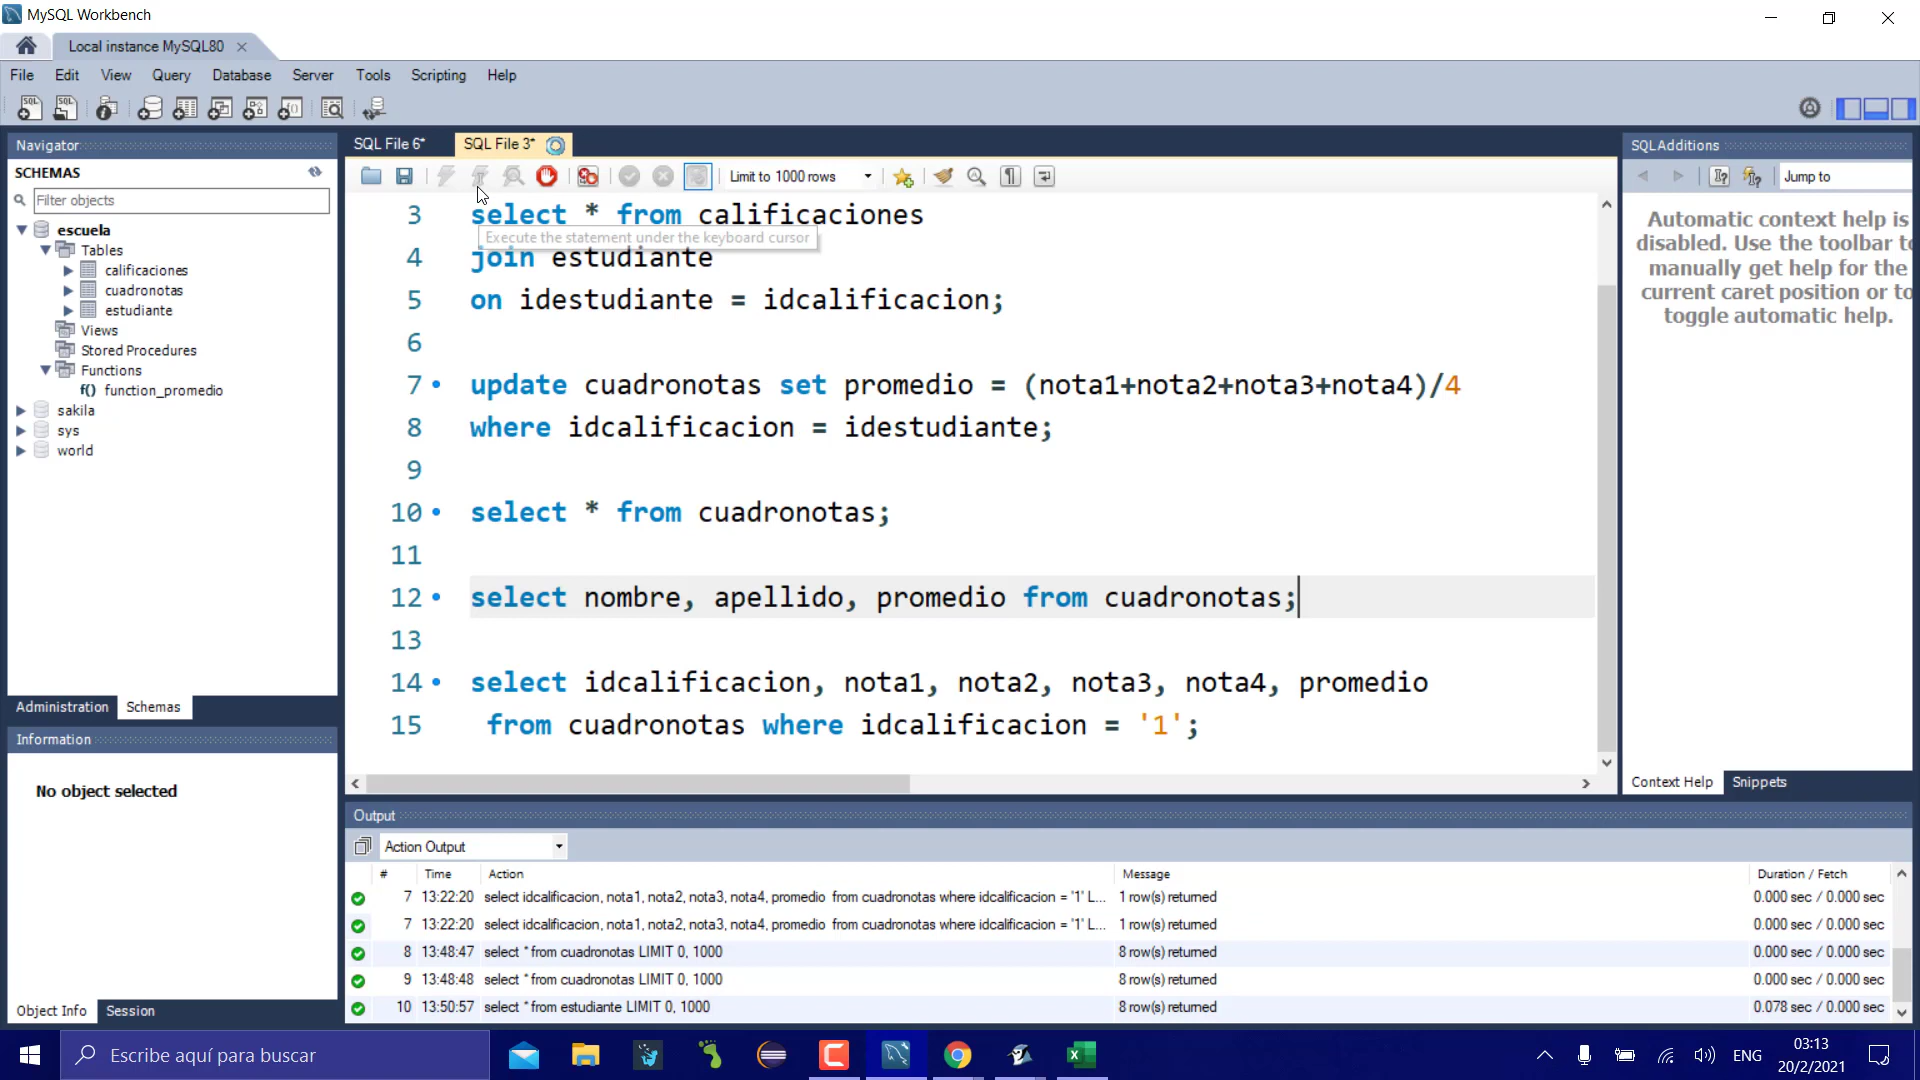 MySQL Workbench
Local instance MySQL80
File Edit View Query Database Server Tools Scripting Help
Navigator
SCHEMAS
Filter objects
escuela
Tables
calificaciones
cuadronotas
estudiante
Views
Stored Procedures
Functions
f() function_promedio
sakila
sys
world
Administration Schemas
Information
No object selected
Object Info Session
SQL File 6* SQL File 3*
Limit to 1000 rows
3 select * from calificaciones
Execute the statement under the keyboard cursor
4 join estudiante
5 on idestudiante = idcalificacion;
6
7 update cuadronotas set promedio = (nota1+nota2+nota3+nota4)/4
8 where idcalificacion = idestudiante;
9
10 select * from cuadronotas;
11
12 select nombre, apellido, promedio from cuadronotas;
13
14 select idcalificacion, nota1, nota2, nota3, nota4, promedio
15 from cuadronotas where idcalificacion = '1';
SQLAdditions
Jump to
Automatic context help is
disabled. Use the toolbar to
manually get help for the
current caret position or to
toggle automatic help.
Context Help Snippets
Output
Action Output
# Time Action Message Duration / Fetch
7 13:22:20 select idcalificacion, nota1, nota2, nota3, nota4, promedio from cuadronotas where idcalificacion = '1' L... 1 row(s) returned 0.000 sec / 0.000 sec
7 13:22:20 select idcalificacion, nota1, nota2, nota3, nota4, promedio from cuadronotas where idcalificacion = '1' L... 1 row(s) returned 0.000 sec / 0.000 sec
8 13:48:47 select * from cuadronotas LIMIT 0, 1000 8 row(s) returned 0.000 sec / 0.000 sec
9 13:48:48 select * from cuadronotas LIMIT 0, 1000 8 row(s) returned 0.000 sec / 0.000 sec
10 13:50:57 select * from estudiante LIMIT 0, 1000 8 row(s) returned 0.078 sec / 0.000 sec
Escribe aquí para buscar
ENG
03:13
20/2/2021